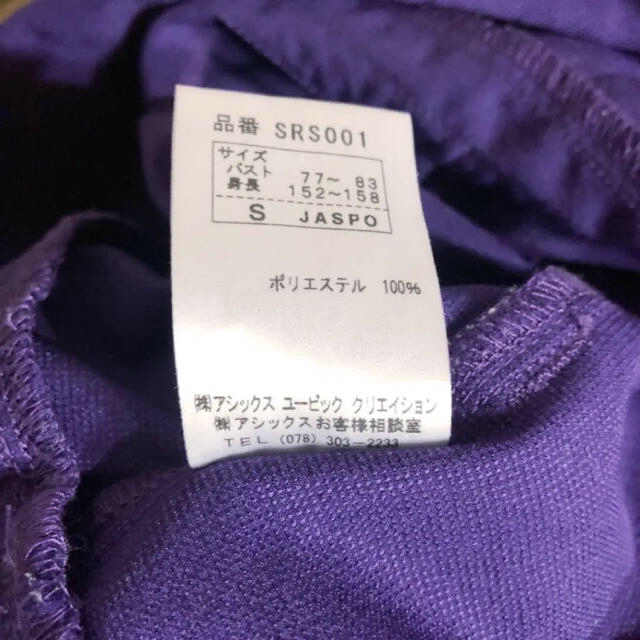 品番 SRS001
サイズ
バスト 77～ 83
身長 152～158
S JASPO
ポリエステル 100%
㈱アシックス ユービック クリエイション
㈱アシックスお客様相談室
TEL (078) 303－2233